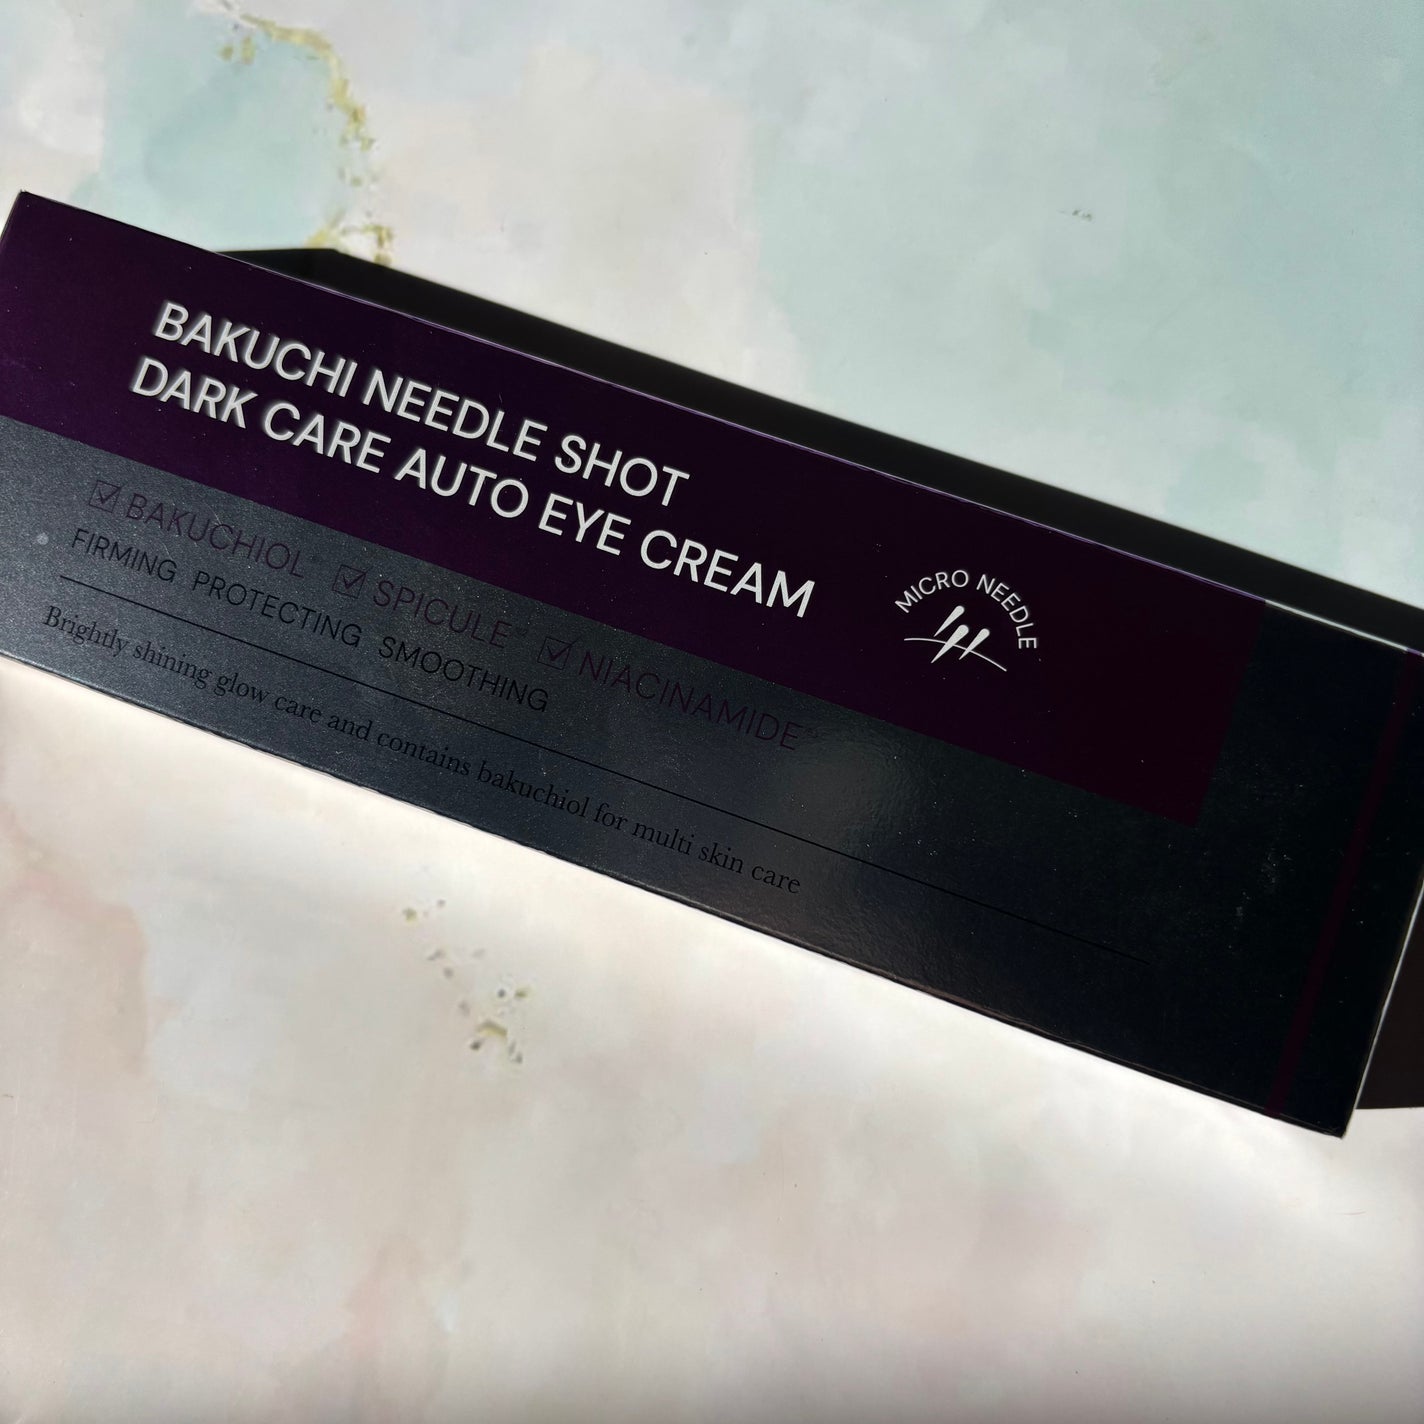 BAKUCHI NEEDLE SHOT
DARK CARE AUTO EYE CREAM
MICRO NEEDLE
☑ BAKUCHIOL ☑ SPICULE ☑ NIACINAMIDE
FIRMING PROTECTING SMOOTHING
Brightly shining glow care and contains bakuchiol for multi skin care